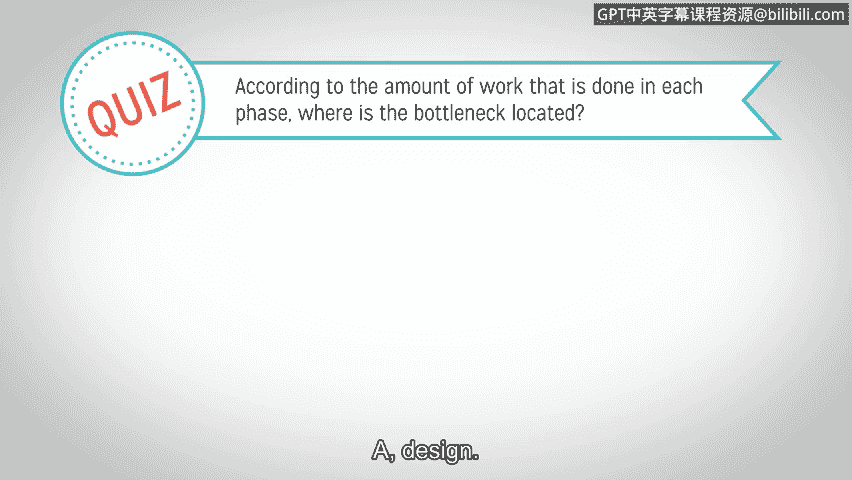 GPT中英字幕课程资源@bilibili.com
QUIZ
According to the amount of work that is done in each
phase, where is the bottleneck located?
A, design.